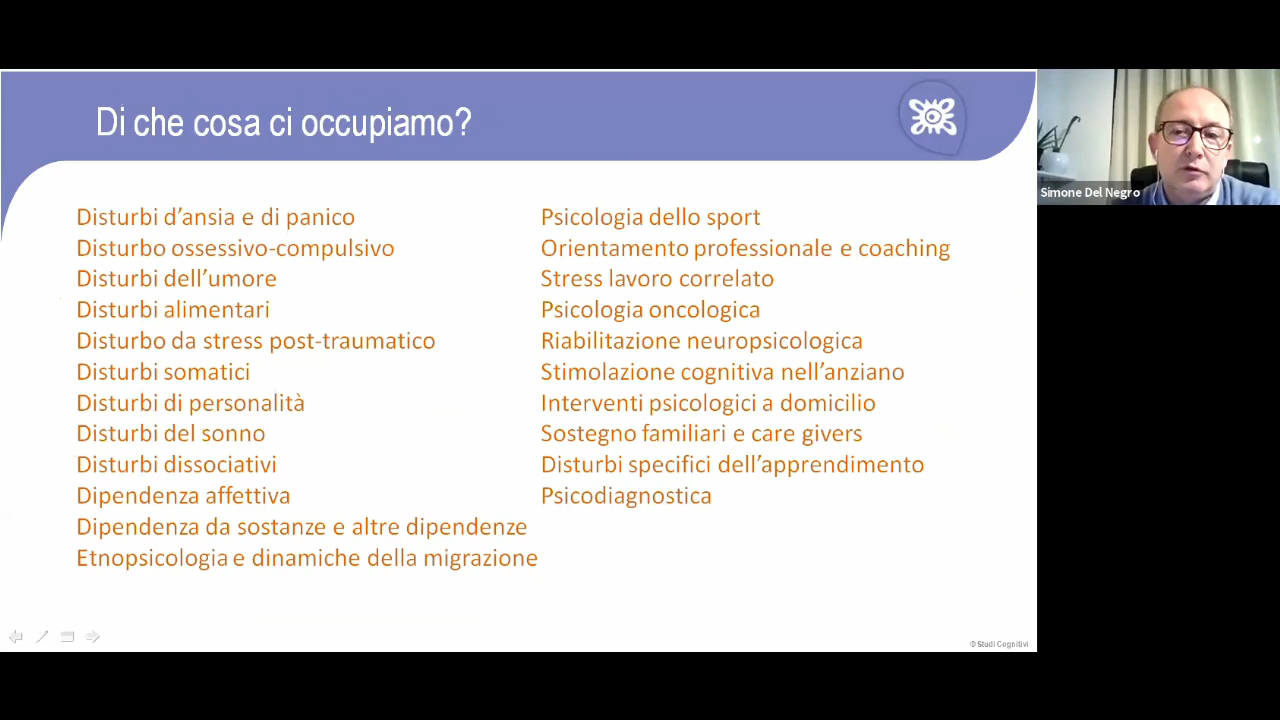 Di che cosa ci occupiamo?
Disturbi d'ansia e di panico
Disturbo ossessivo-compulsivo
Disturbi dell'umore
Disturbi alimentari
Disturbo da stress post-traumatico
Disturbi somatici
Disturbi di personalità
Disturbi del sonno
Disturbi dissociativi
Dipendenza affettiva
Dipendenza da sostanze e altre dipendenze
Etnopsicologia e dinamiche della migrazione
Psicologia dello sport
Orientamento professionale e coaching
Stress lavoro correlato
Psicologia oncologica
Riabilitazione neuropsicologica
Stimolazione cognitiva nell'anziano
Interventi psicologici a domicilio
Sostegno familiari e care givers
Disturbi specifici dell'apprendimento
Psicodiagnostica
© Studi Cognitivi
Simone Del Negro